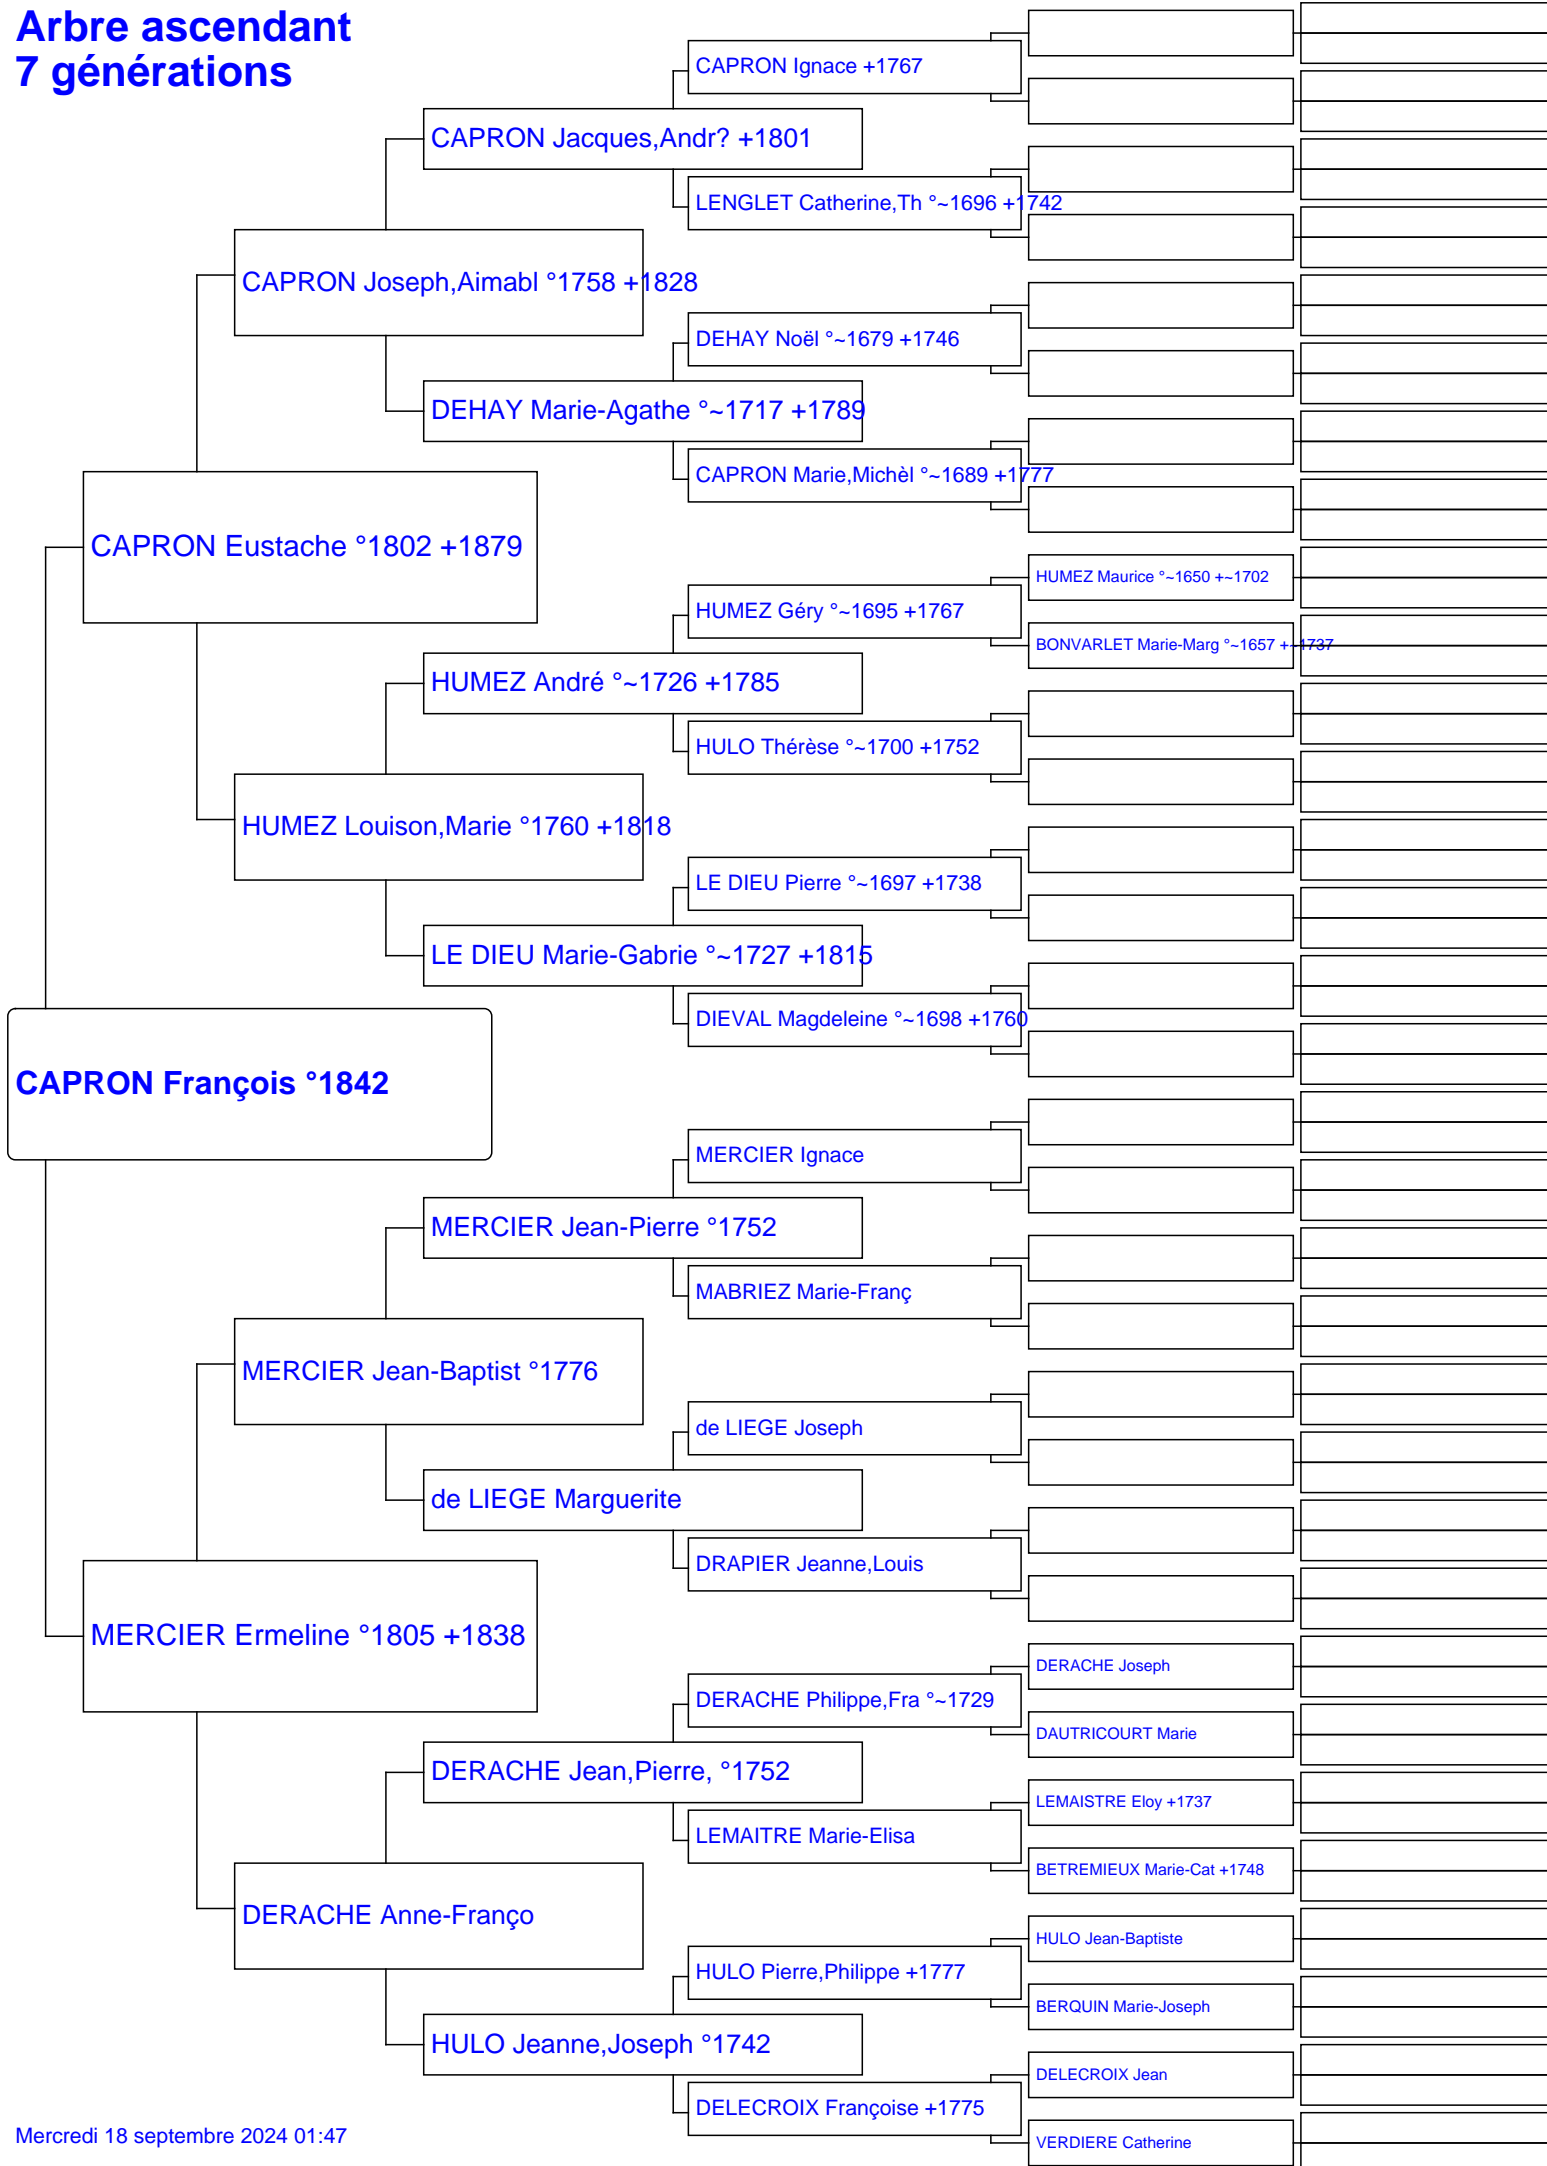 Arbre ascendant
7 générations
CAPRON Ignace +1767
CAPRON Jacques,Andr? +1801
LENGLET Catherine,Th °~1696 +1742
CAPRON Joseph,Aimabl °1758 +1828
DEHAY Noël °~1679 +1746
DEHAY Marie-Agathe °~1717 +1789
CAPRON Marie,Michèl °~1689 +1777
CAPRON Eustache °1802 +1879
HUMEZ Maurice °~1650 +~1702
HUMEZ Géry °~1695 +1767
BONVARLET Marie-Marg °~1657 +~1737
HUMEZ André °~1726 +1785
HULO Thérèse °~1700 +1752
HUMEZ Louison,Marie °1760 +1818
LE DIEU Pierre °~1697 +1738
LE DIEU Marie-Gabrie °~1727 +1815
DIEVAL Magdeleine °~1698 +1760
CAPRON François °1842
MERCIER Ignace
MERCIER Jean-Pierre °1752
MABRIEZ Marie-Franç
MERCIER Jean-Baptist °1776
de LIEGE Joseph
de LIEGE Marguerite
DRAPIER Jeanne,Louis
MERCIER Ermeline °1805 +1838
DERACHE Joseph
DERACHE Philippe,Fra °~1729
DAUTRICOURT Marie
DERACHE Jean,Pierre, °1752
LEMAISTRE Eloy +1737
LEMAITRE Marie-Elisa
BETREMIEUX Marie-Cat +1748
DERACHE Anne-Franço
HULO Jean-Baptiste
HULO Pierre,Philippe +1777
BERQUIN Marie-Joseph
HULO Jeanne,Joseph °1742
DELECROIX Jean
DELECROIX Françoise +1775
VERDIERE Catherine
Mercredi 18 septembre 2024 01:47